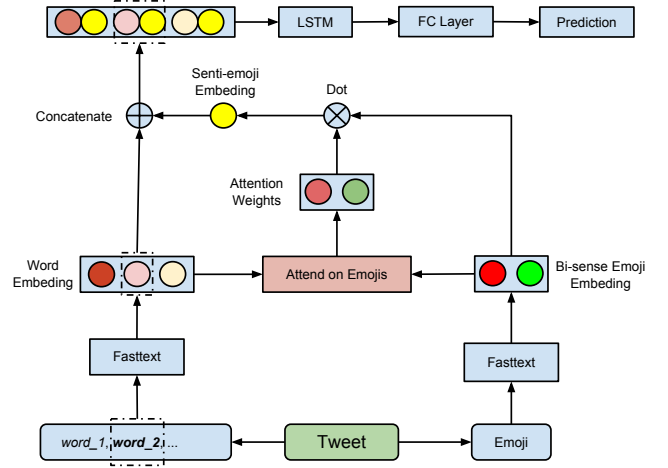 LSTM
FC Layer
Prediction
Senti-emoji
Embeding
Dot
Concatenate
Attention
Weights
Word
Embeding
Attend on Emojis
Bi-sense Emoji
Embeding
Fasttext
Fasttext
word_1, word_2, ...
Tweet
Emoji